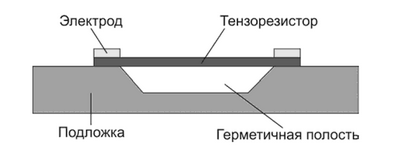 Электрод
Тензорезистор
Подложка
Герметичная полость